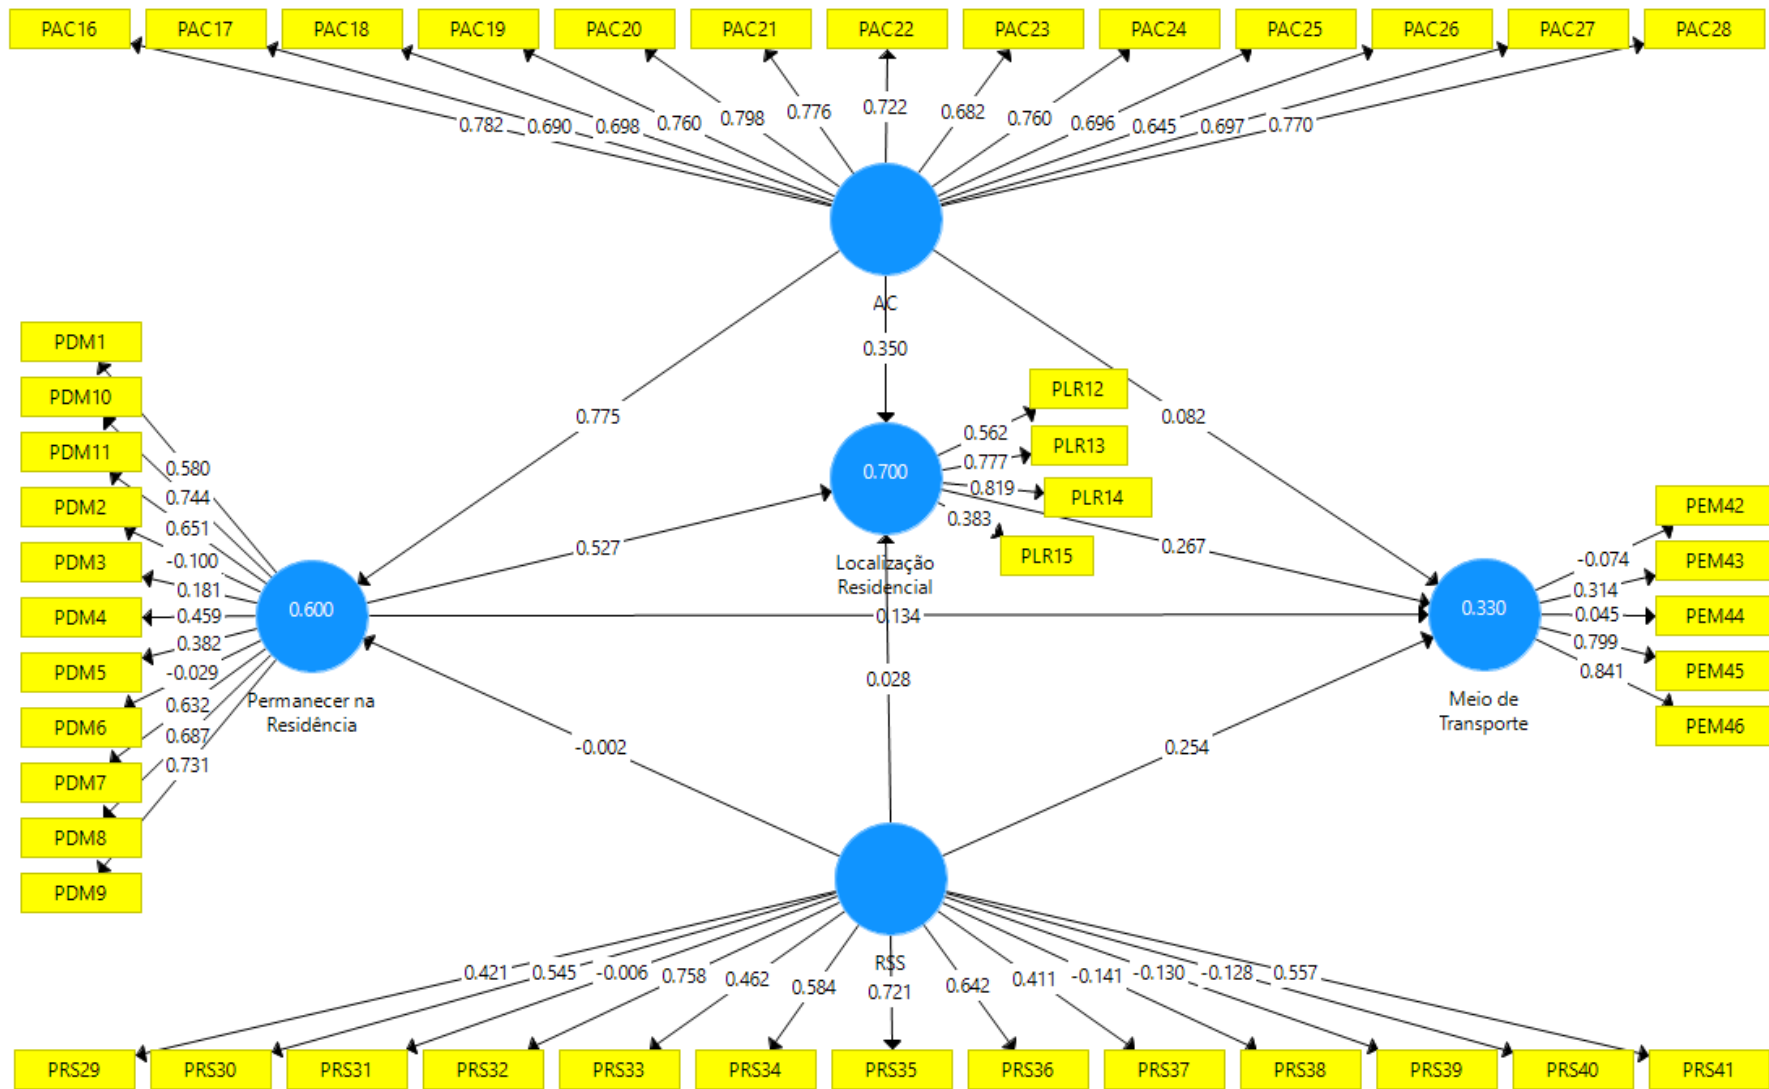 PAC16 PAC17 PAC18 PAC19 PAC20 PAC21 PAC22 PAC23 PAC24 PAC25 PAC26 PAC27 PAC28
0.782 0.690 0.698 0.760 0.798 0.776 0.722 0.682 0.760 0.696 0.645 0.697 0.770
AC
0.350
0.775
0.082
PDM1
PDM10
PDM11
PDM2
PDM3
PDM4
PDM5
PDM6
PDM7
PDM8
PDM9
0.580
0.744
0.651
-0.100
0.181
0.459
0.382
-0.029
0.632
0.687
0.731
0.600
Permanecer na
Residência
0.527
0.700
Localização
Residencial
0.562
0.777
0.819
0.383
PLR12
PLR13
PLR14
PLR15
0.267
0.134
0.028
-0.002
0.254
0.330
Meio de
Transporte
-0.074
0.314
0.045
0.799
0.841
PEM42
PEM43
PEM44
PEM45
PEM46
RSS
0.421 0.545 -0.006 0.758 0.462 0.584 0.721 0.642 0.411 -0.141 -0.130 -0.128 0.557
PRS29 PRS30 PRS31 PRS32 PRS33 PRS34 PRS35 PRS36 PRS37 PRS38 PRS39 PRS40 PRS41